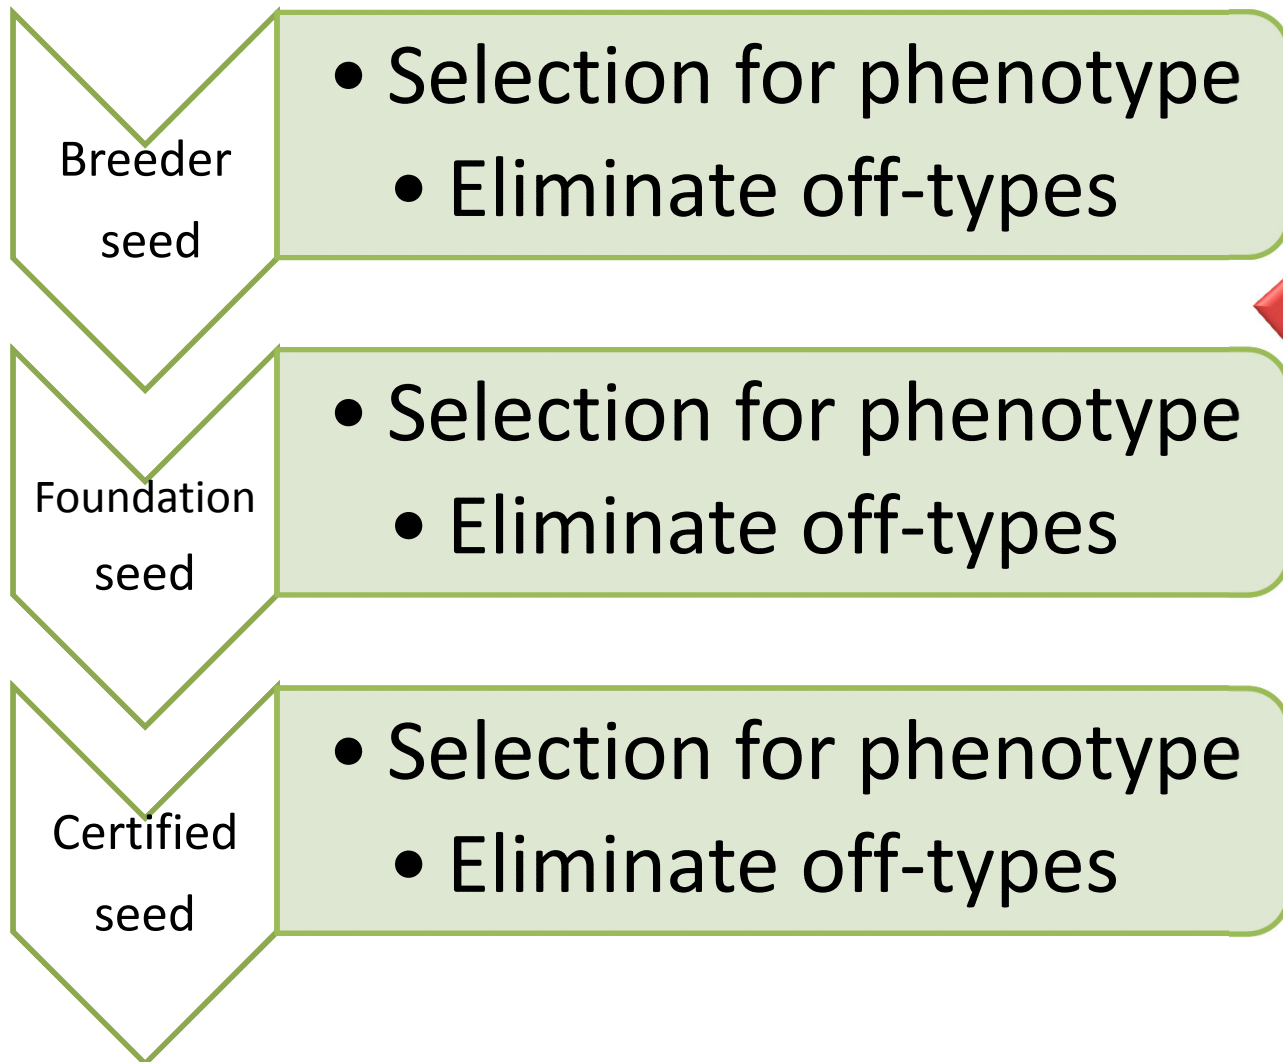 Breeder
seed
• Selection for phenotype
• Eliminate off-types
Foundation
seed
• Selection for phenotype
• Eliminate off-types
Certified
seed
• Selection for phenotype
• Eliminate off-types